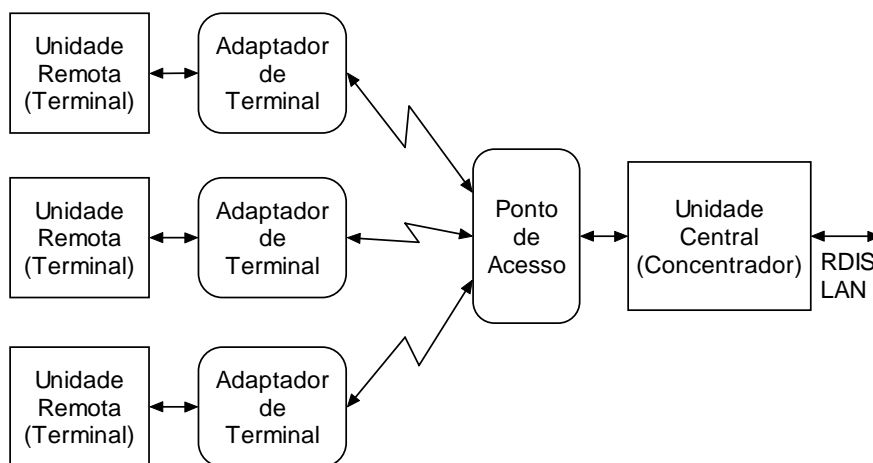 Unidade
Remota
(Terminal)
Adaptador
de
Terminal
Unidade
Remota
(Terminal)
Adaptador
de
Terminal
Ponto
de
Acesso
Unidade
Central
(Concentrador)
RDIS
LAN
Unidade
Remota
(Terminal)
Adaptador
de
Terminal